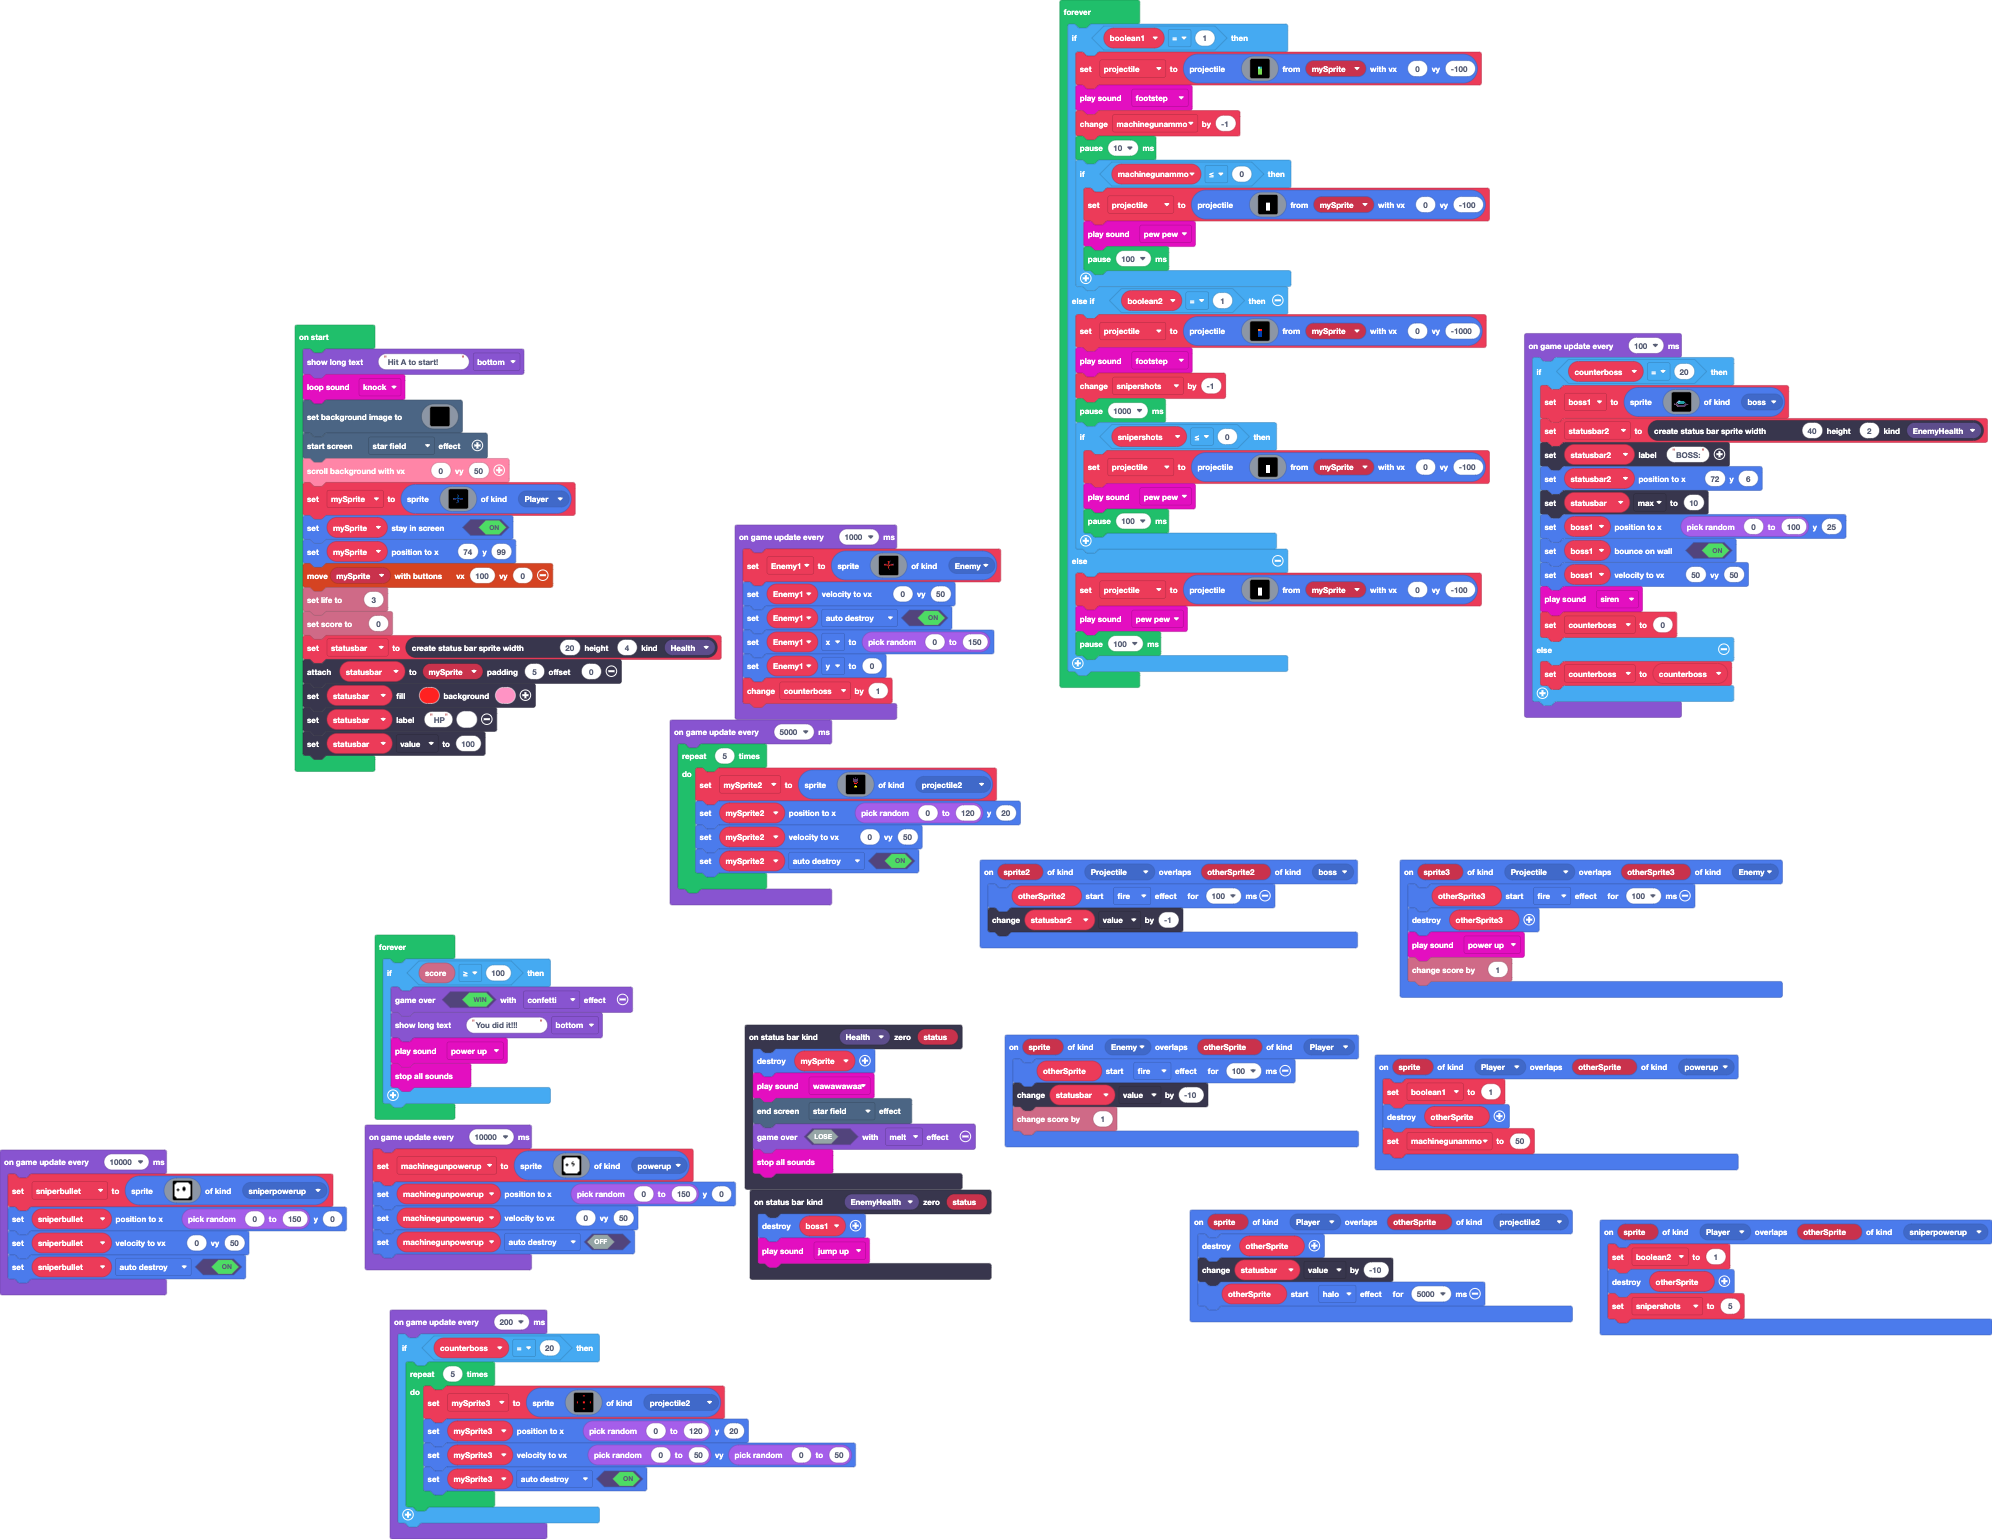 forever
if boolean1 = 1 then
set projectile to projectile from mySprite with vx 0 vy -100
play sound footstep
change machinegunammo by -1
pause 10 ms
if machinegunammo ≤ 0 then
set projectile to projectile from mySprite with vx 0 vy -100
play sound pew pew
pause 100 ms
else if boolean2 = 1 then
set projectile to projectile from mySprite with vx 0 vy -1000
play sound footstep
change snipershots by -1
pause 1000 ms
if snipershots ≤ 0 then
set projectile to projectile from mySprite with vx 0 vy -100
play sound pew pew
pause 100 ms
else
set projectile to projectile from mySprite with vx 0 vy -100
play sound pew pew
pause 100 ms
on start
show long text "Hit A to start!" bottom
loop sound knock
set background image to
start screen star field effect
scroll background with vx 0 vy 50
set mySprite to sprite of kind Player
set mySprite stay in screen ON
set mySprite position to x 74 y 99
move mySprite with buttons vx 100 vy 0
set life to 3
set score to 0
set statusbar to create status bar sprite width 20 height 4 kind Health
attach statusbar to mySprite padding 5 offset 0
set statusbar fill background
set statusbar label "HP"
set statusbar value to 100
on game update every 1000 ms
set Enemy1 to sprite of kind Enemy
set Enemy1 velocity to vx 0 vy 50
set Enemy1 auto destroy ON
set Enemy1 x to pick random 0 to 150
set Enemy1 y to 0
change counterboss by 1
on game update every 5000 ms
repeat 5 times
do
set mySprite2 to sprite of kind projectile2
set mySprite2 position to x pick random 0 to 120 y 20
set mySprite2 velocity to vx 0 vy 50
set mySprite2 auto destroy ON
on game update every 100 ms
if counterboss = 20 then
set boss1 to sprite of kind boss
set statusbar2 to create status bar sprite width 40 height 2 kind EnemyHealth
set statusbar2 label "BOSS:"
set statusbar2 position to x 72 y 6
set statusbar max to 10
set boss1 position to x pick random 0 to 100 y 25
set boss1 bounce on wall ON
set boss1 velocity to vx 50 vy 50
play sound siren
set counterboss to 0
else
set counterboss to counterboss
on sprite2 of kind Projectile overlaps otherSprite2 of kind boss
otherSprite2 start fire effect for 100 ms
change statusbar2 value by -1
on sprite3 of kind Projectile overlaps otherSprite3 of kind Enemy
otherSprite3 start fire effect for 100 ms
destroy otherSprite3
play sound power up
change score by 1
forever
if score ≥ 100 then
game over WIN with confetti effect
show long text "You did it!!!" bottom
play sound power up
stop all sounds
on status bar kind Health zero status
destroy mySprite
play sound wawawawaa
end screen star field effect
game over LOSE with melt effect
stop all sounds
on status bar kind EnemyHealth zero status
destroy boss1
play sound jump up
on sprite of kind Enemy overlaps otherSprite of kind Player
otherSprite start fire effect for 100 ms
change statusbar value by -10
change score by 1
on sprite of kind Player overlaps otherSprite of kind powerup
set boolean1 to 1
destroy otherSprite
set machinegunammo to 50
on game update every 10000 ms
set sniperbullet to sprite of kind sniperpowerup
set sniperbullet position to x pick random 0 to 150 y 0
set sniperbullet velocity to vx 0 vy 50
set sniperbullet auto destroy ON
on game update every 10000 ms
set machinegunpowerup to sprite of kind powerup
set machinegunpowerup position to x pick random 0 to 150 y 0
set machinegunpowerup velocity to vx 0 vy 50
set machinegunpowerup auto destroy OFF
on sprite of kind Player overlaps otherSprite of kind projectile2
destroy otherSprite
change statusbar value by -10
otherSprite start halo effect for 5000 ms
on sprite of kind Player overlaps otherSprite of kind sniperpowerup
set boolean2 to 1
destroy otherSprite
set snipershots to 5
on game update every 200 ms
if counterboss = 20 then
repeat 5 times
do
set mySprite3 to sprite of kind projectile2
set mySprite3 position to x pick random 0 to 120 y 20
set mySprite3 velocity to vx pick random 0 to 50 vy pick random 0 to 50
set mySprite3 auto destroy ON